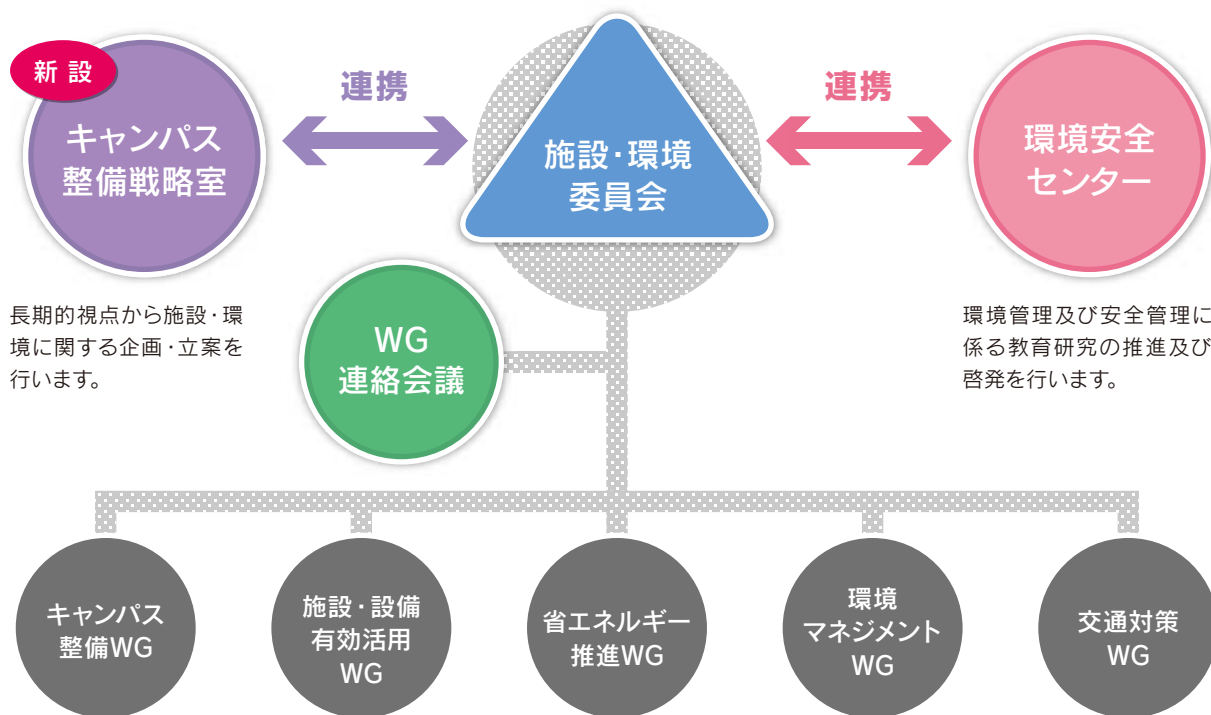 新設
キャンパス
整備戦略室
連携
施設・環境
委員会
連携
環境安全
センター
長期的視点から施設・環
境に関する企画・立案を
行います。
WG
連絡会議
環境管理及び安全管理に
係る教育研究の推進及び
啓発を行います。
キャンパス
整備WG
施設・設備
有効活用
WG
省エネルギー
推進WG
環境
マネジメント
WG
交通対策
WG